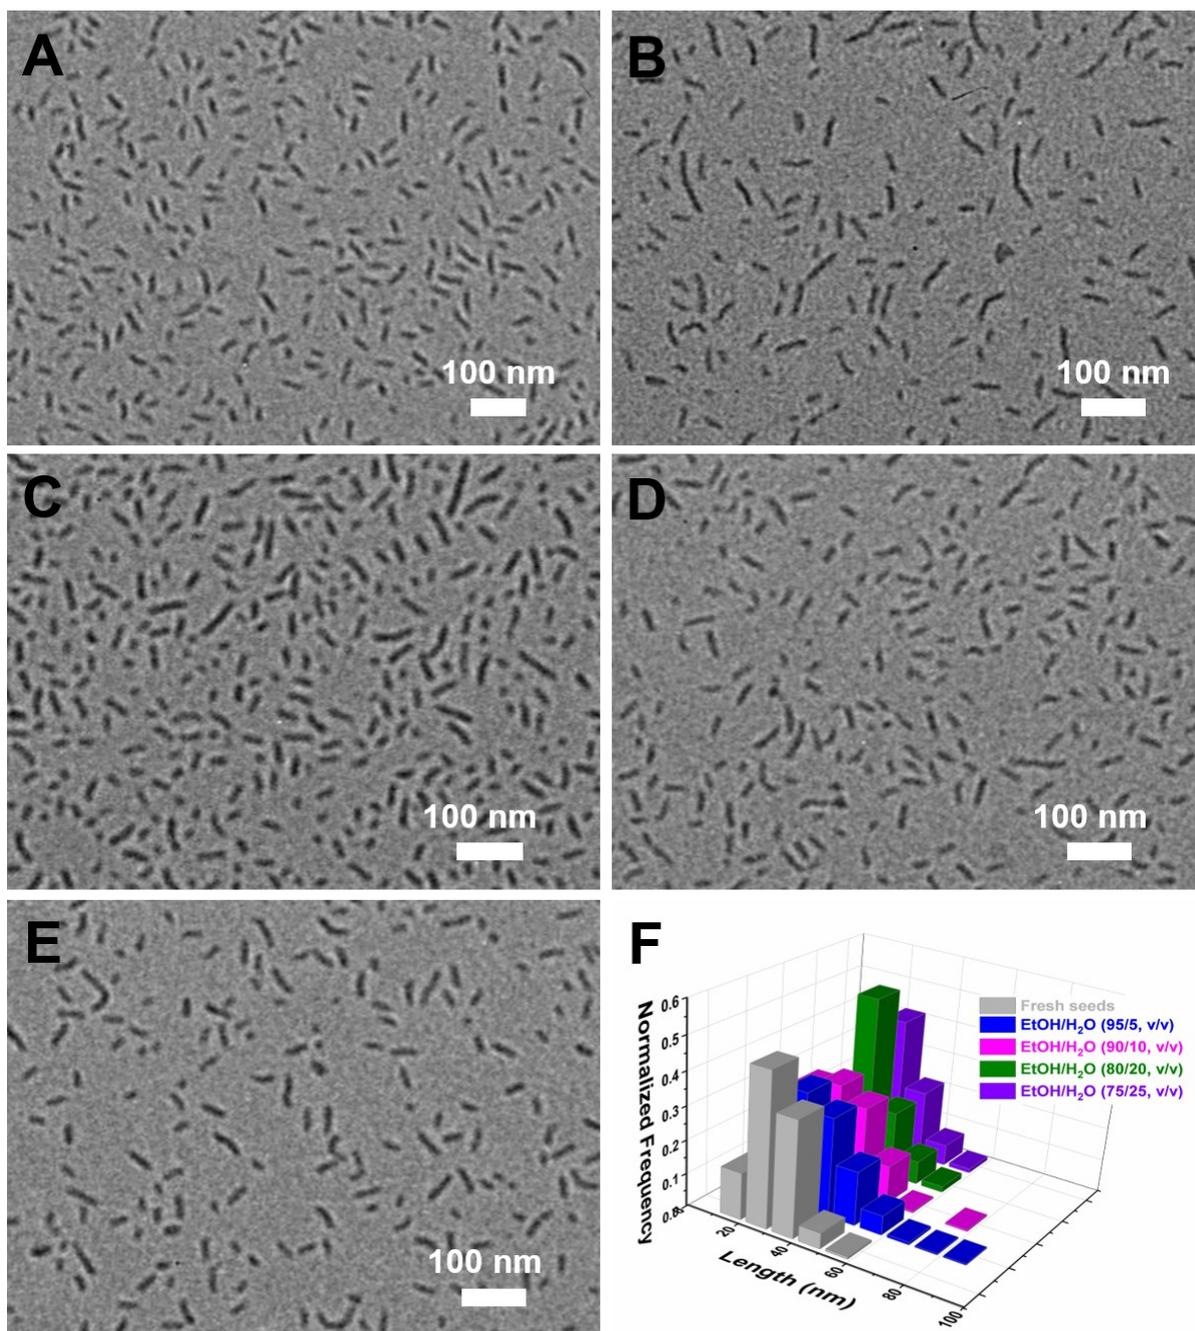 A
100 nm
B
100 nm
C
100 nm
D
100 nm
E
100 nm
F
Normalized Frequency
0.6
0.5
0.4
0.3
0.2
0.1
0.0
20
40
60
80
100
Length (nm)
Fresh seeds
EtOH/H₂O (95/5, v/v)
EtOH/H₂O (90/10, v/v)
EtOH/H₂O (80/20, v/v)
EtOH/H₂O (75/25, v/v)